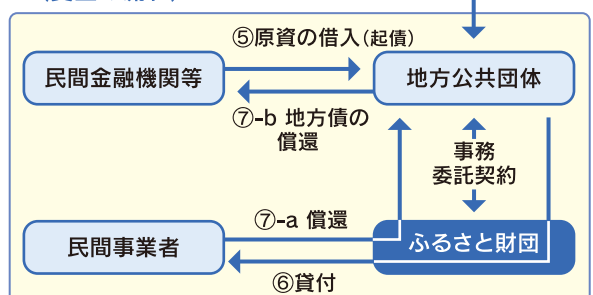 ⑤原資の借入(起債)
民間金融機関等
地方公共団体
⑦-b 地方債の
償還
事務
委託契約
⑦-a 償還
民間事業者
ふるさと財団
⑥貸付